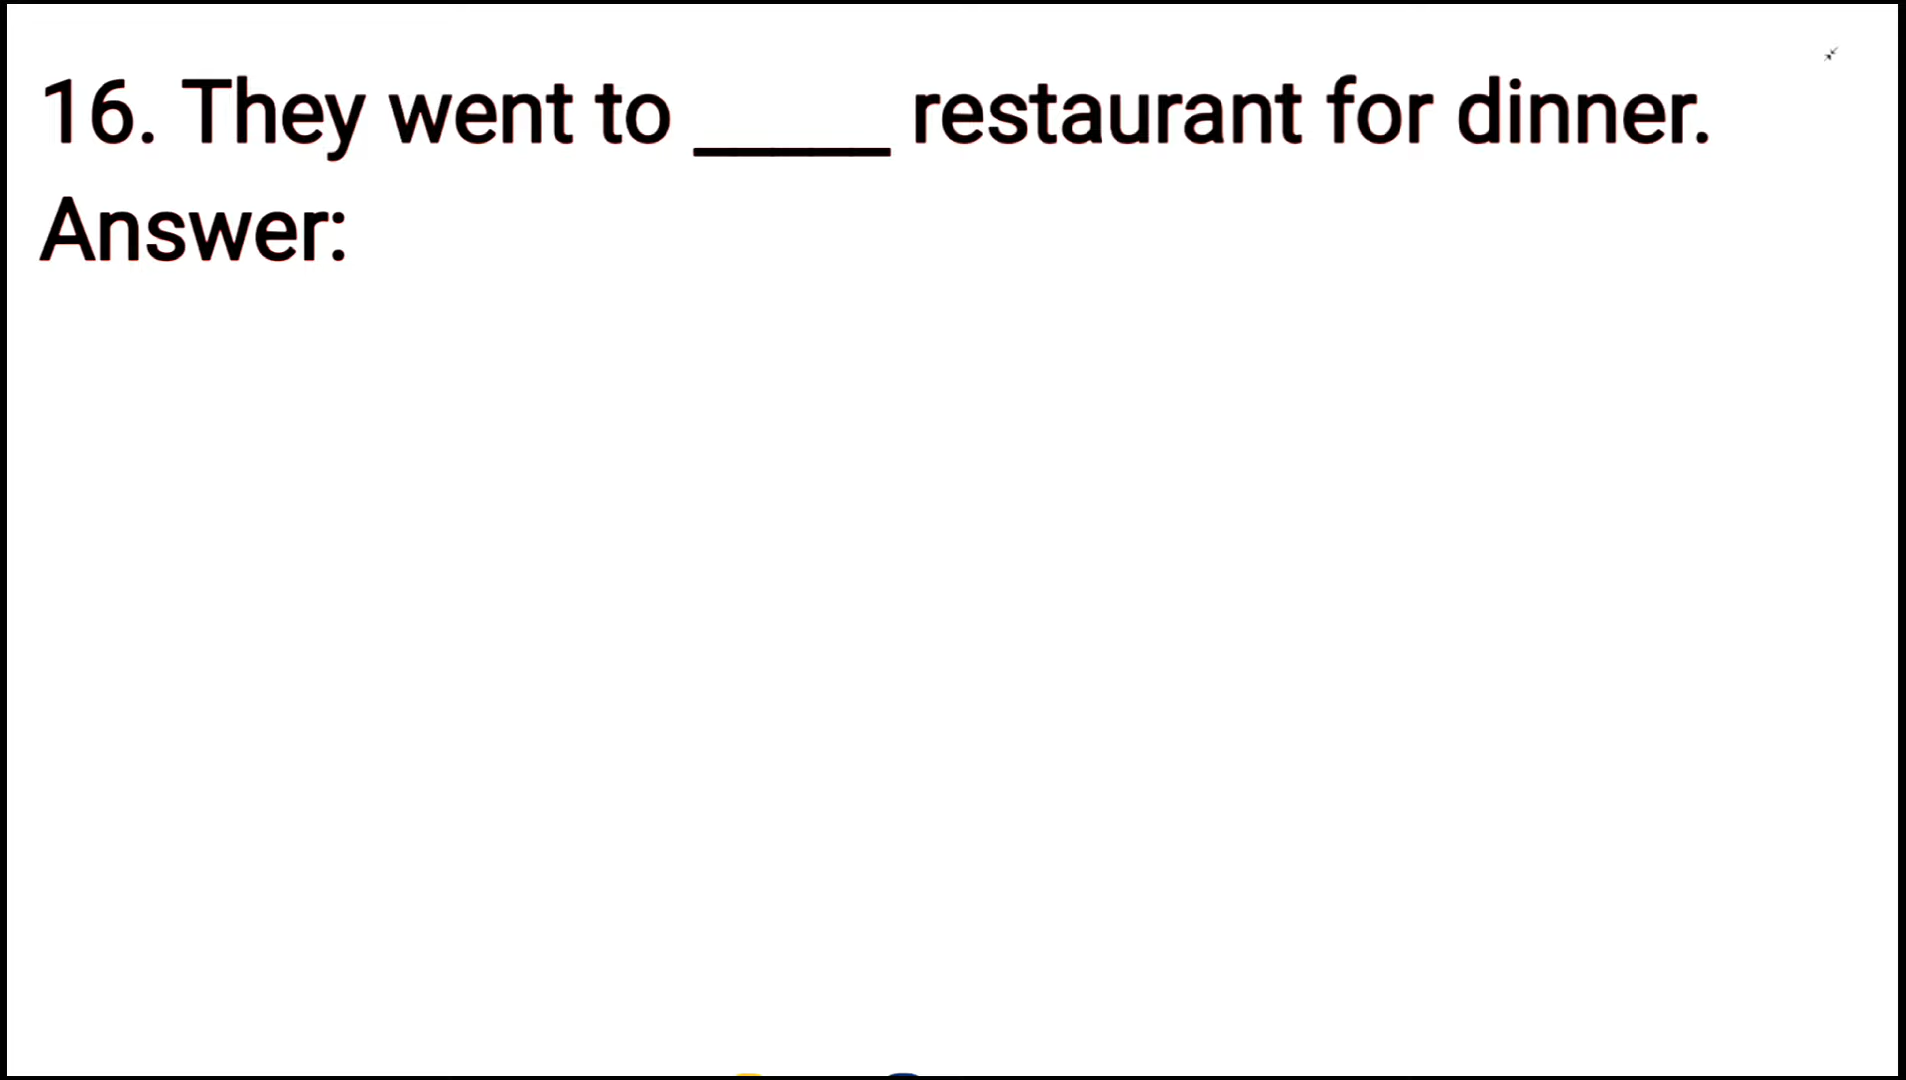 16. They went to _____ restaurant for dinner.
Answer: